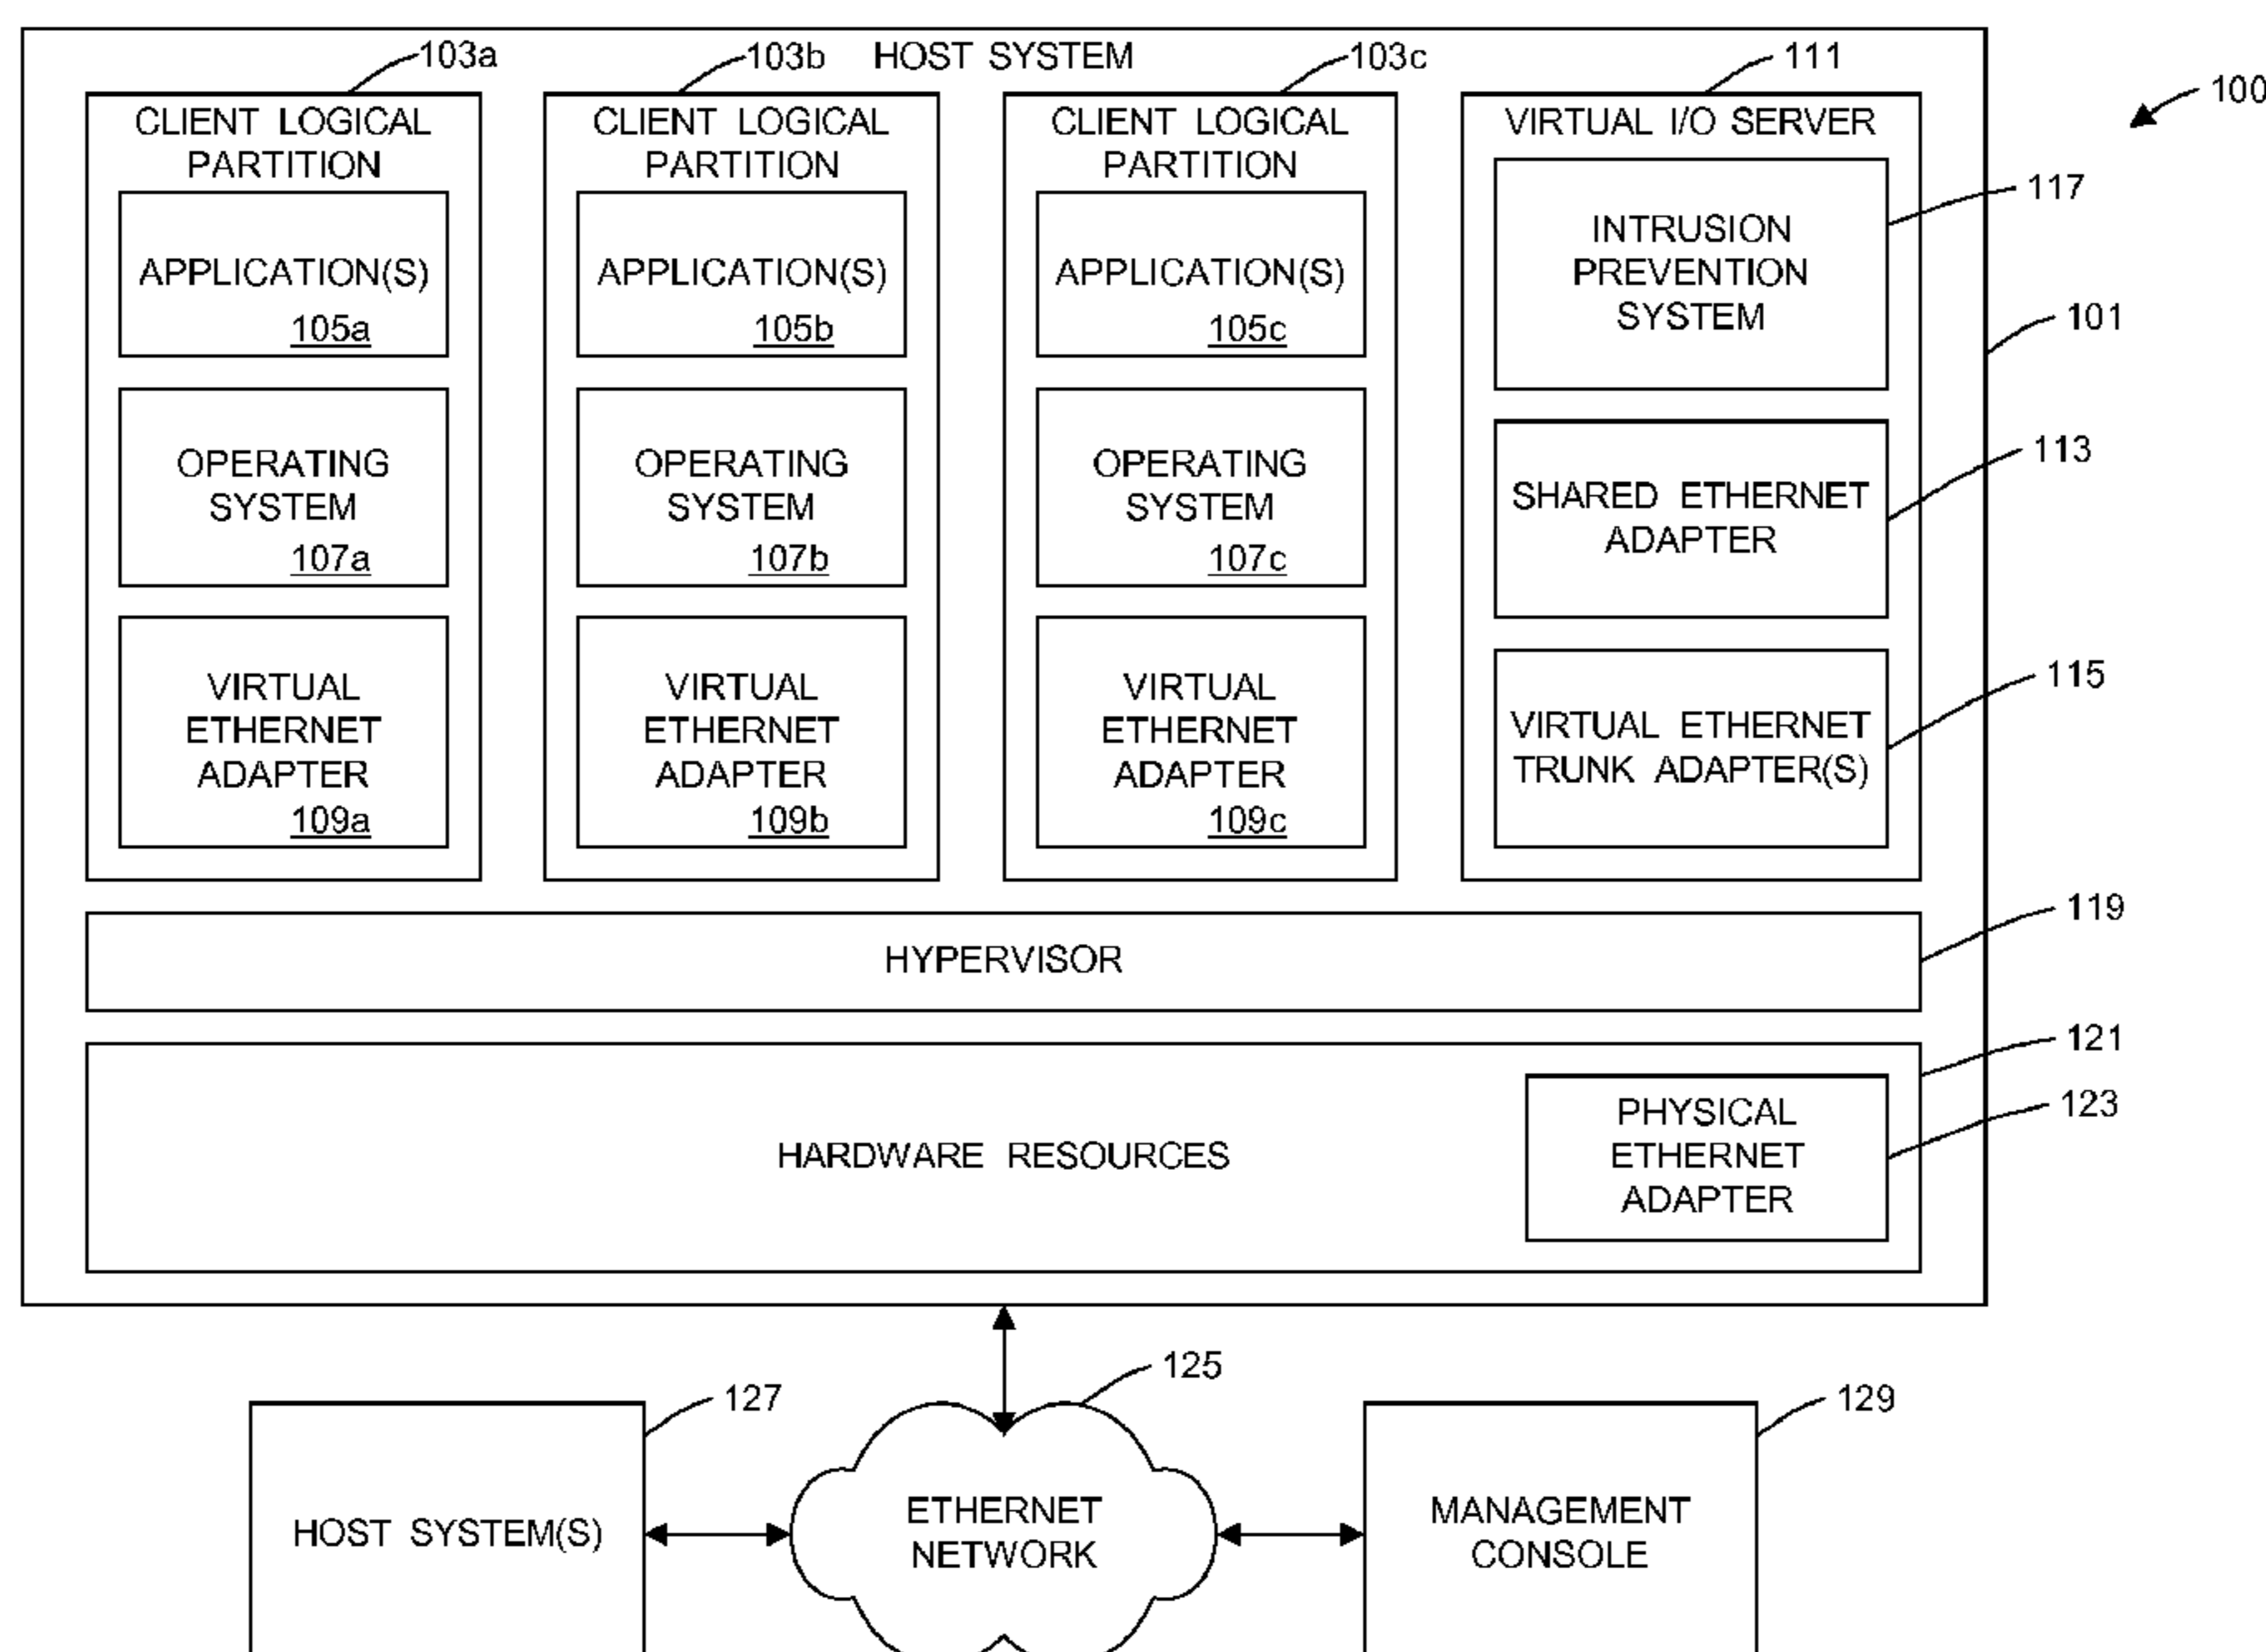 HOST SYSTEM
103a
103b
103c
111
100
CLIENT LOGICAL
PARTITION
APPLICATION(S)
105a
OPERATING
SYSTEM
107a
VIRTUAL
ETHERNET
ADAPTER
109a
CLIENT LOGICAL
PARTITION
APPLICATION(S)
105b
OPERATING
SYSTEM
107b
VIRTUAL
ETHERNET
ADAPTER
109b
CLIENT LOGICAL
PARTITION
APPLICATION(S)
105c
OPERATING
SYSTEM
107c
VIRTUAL
ETHERNET
ADAPTER
109c
VIRTUAL I/O SERVER
INTRUSION
PREVENTION
SYSTEM
SHARED ETHERNET
ADAPTER
VIRTUAL ETHERNET
TRUNK ADAPTER(S)
117
101
113
115
HYPERVISOR
119
HARDWARE RESOURCES
PHYSICAL
ETHERNET
ADAPTER
121
123
HOST SYSTEM(S)
127
ETHERNET
NETWORK
125
MANAGEMENT
CONSOLE
129